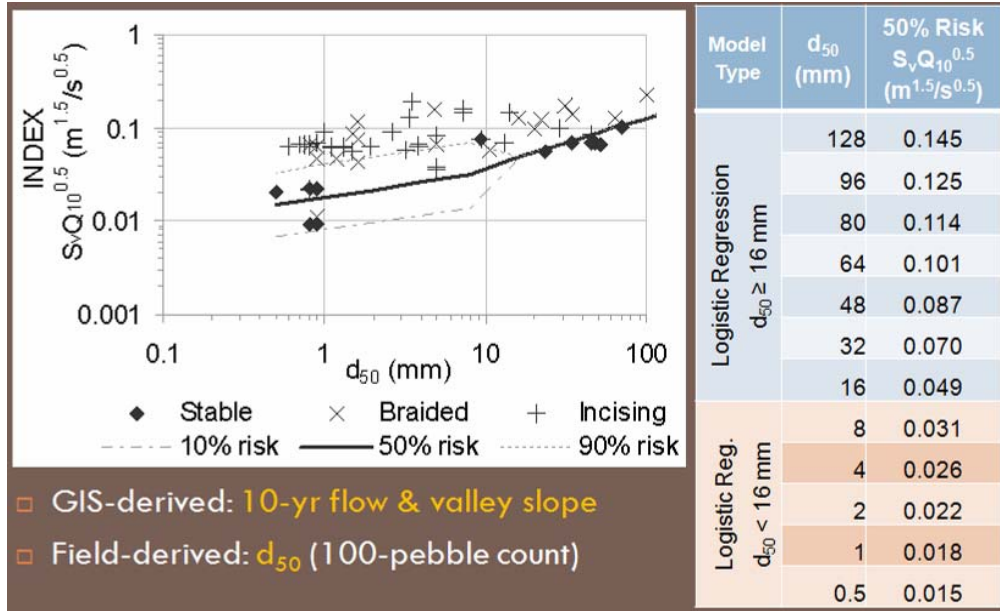 INDEX
SvQ10^0.5 (m^1.5/s^0.5)
1
0.1
0.01
0.001
0.1
1
10
100
d50 (mm)
Stable
Braided
Incising
10% risk
50% risk
90% risk
GIS-derived: 10-yr flow & valley slope
Field-derived: d50 (100-pebble count)
Model Type
d50 (mm)
50% Risk SvQ10^0.5 (m^1.5/s^0.5)
Logistic Regression
d50 ≥ 16 mm
128 0.145
96 0.125
80 0.114
64 0.101
48 0.087
32 0.070
16 0.049
Logistic Reg.
d50 < 16 mm
8 0.031
4 0.026
2 0.022
1 0.018
0.5 0.015